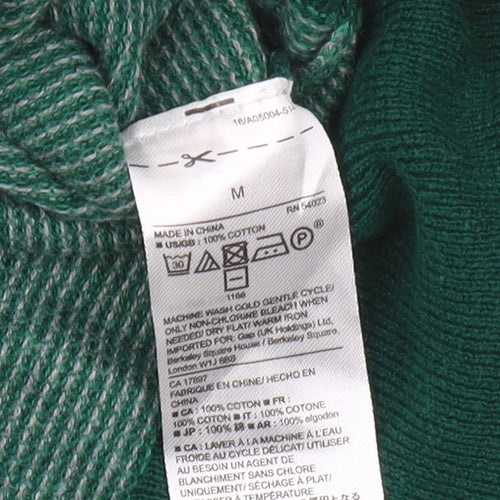 16/A05004-S1
M
RN 54023
MADE IN CHINA
■ US/GB : 100% COTTON
30
P
1166
MACHINE WASH COLD GENTLE CYCLE/
ONLY NON-CHLORINE BLEACH WHEN
NEEDED/ DRY FLAT/ WARM IRON
IMPORTED FOR: Gap (UK Holdings) Ltd.
Berkeley Square House / Berkeley Square,
London W1J 6BS
CA 17897
FABRIQUE EN CHINE/ HECHO EN
CHINA
■ CA : 100% COTON ■ FR :
100% COTON ■ IT : 100% COTONE
■ JP : 100% 綿 ■ AR : 100% algodón
■ CA: LAVER À LA MACHINE À L'EAU
FROIDE AU CYCLE DÉLICAT/ UTILISER
AU BESOIN UN AGENT DE
BLANCHIMENT SANS CHLORE
UNIQUEMENT/ SÉCHAGE À PLAT/